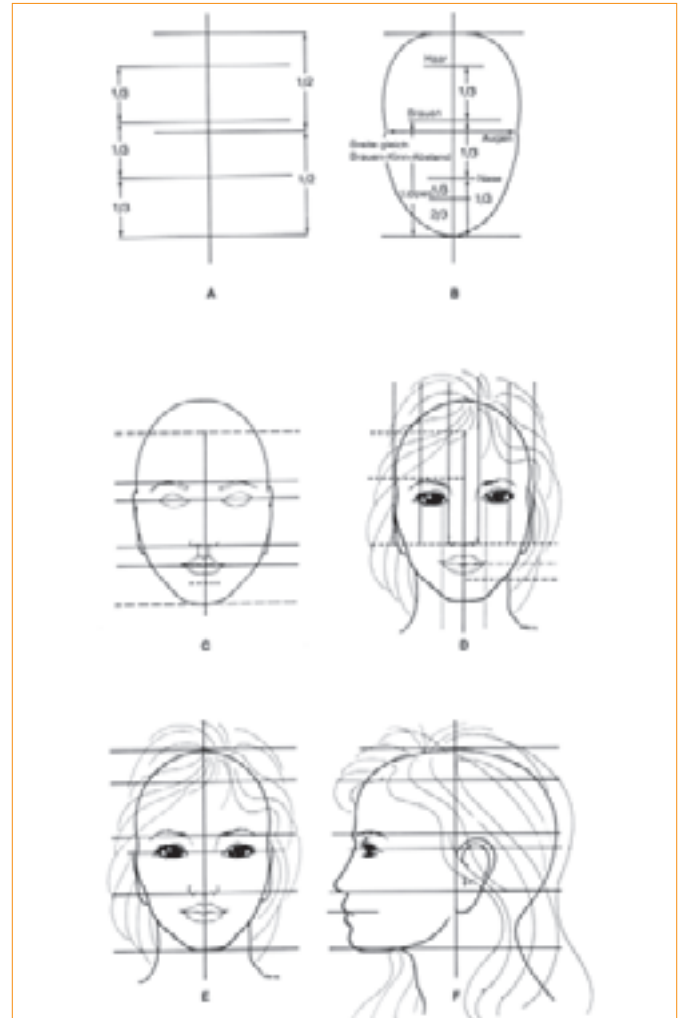 1/2
1/3
1/3
1/2
1/3
A
Haar
1/3
Brauen
Augen
Breite gleich
Brauen-Kinn-Abstand
1/3
Nase
1/3
1/3
2/3
B
C
D
E
F